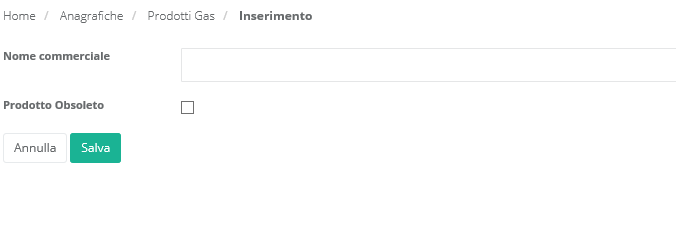 Home / Anagrafiche / Prodotti Gas / Inserimento
Nome commerciale
Prodotto Obsoleto
Annulla Salva